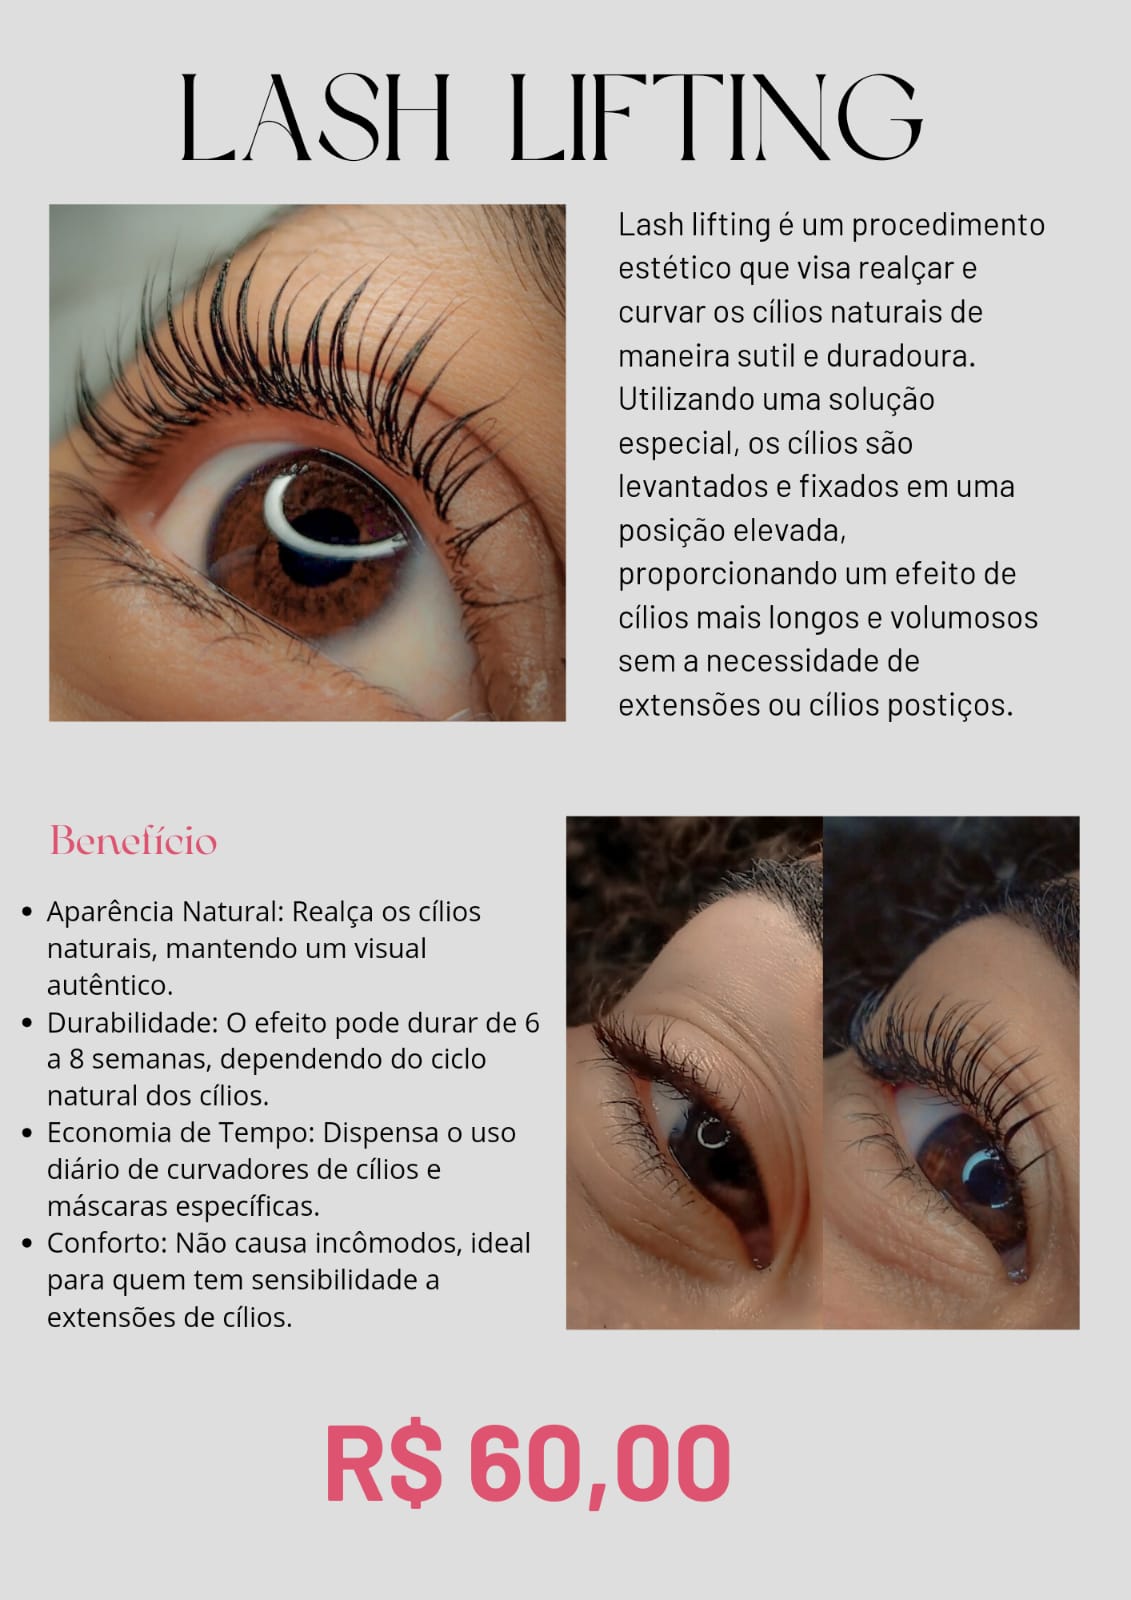 LASH LIFTING
Lash lifting é um procedimento
estético que visa realçar e
curvar os cílios naturais de
maneira sutil e duradoura.
Utilizando uma solução
especial, os cílios são
levantados e fixados em uma
posição elevada,
proporcionando um efeito de
cílios mais longos e volumosos
sem a necessidade de
extensões ou cílios postiços.
Benefício
• Aparência Natural: Realça os cílios
naturais, mantendo um visual
autêntico.
• Durabilidade: O efeito pode durar de 6
a 8 semanas, dependendo do ciclo
natural dos cílios.
• Economia de Tempo: Dispensa o uso
diário de curvadores de cílios e
máscaras específicas.
• Conforto: Não causa incômodos, ideal
para quem tem sensibilidade a
extensões de cílios.
R$ 60,00